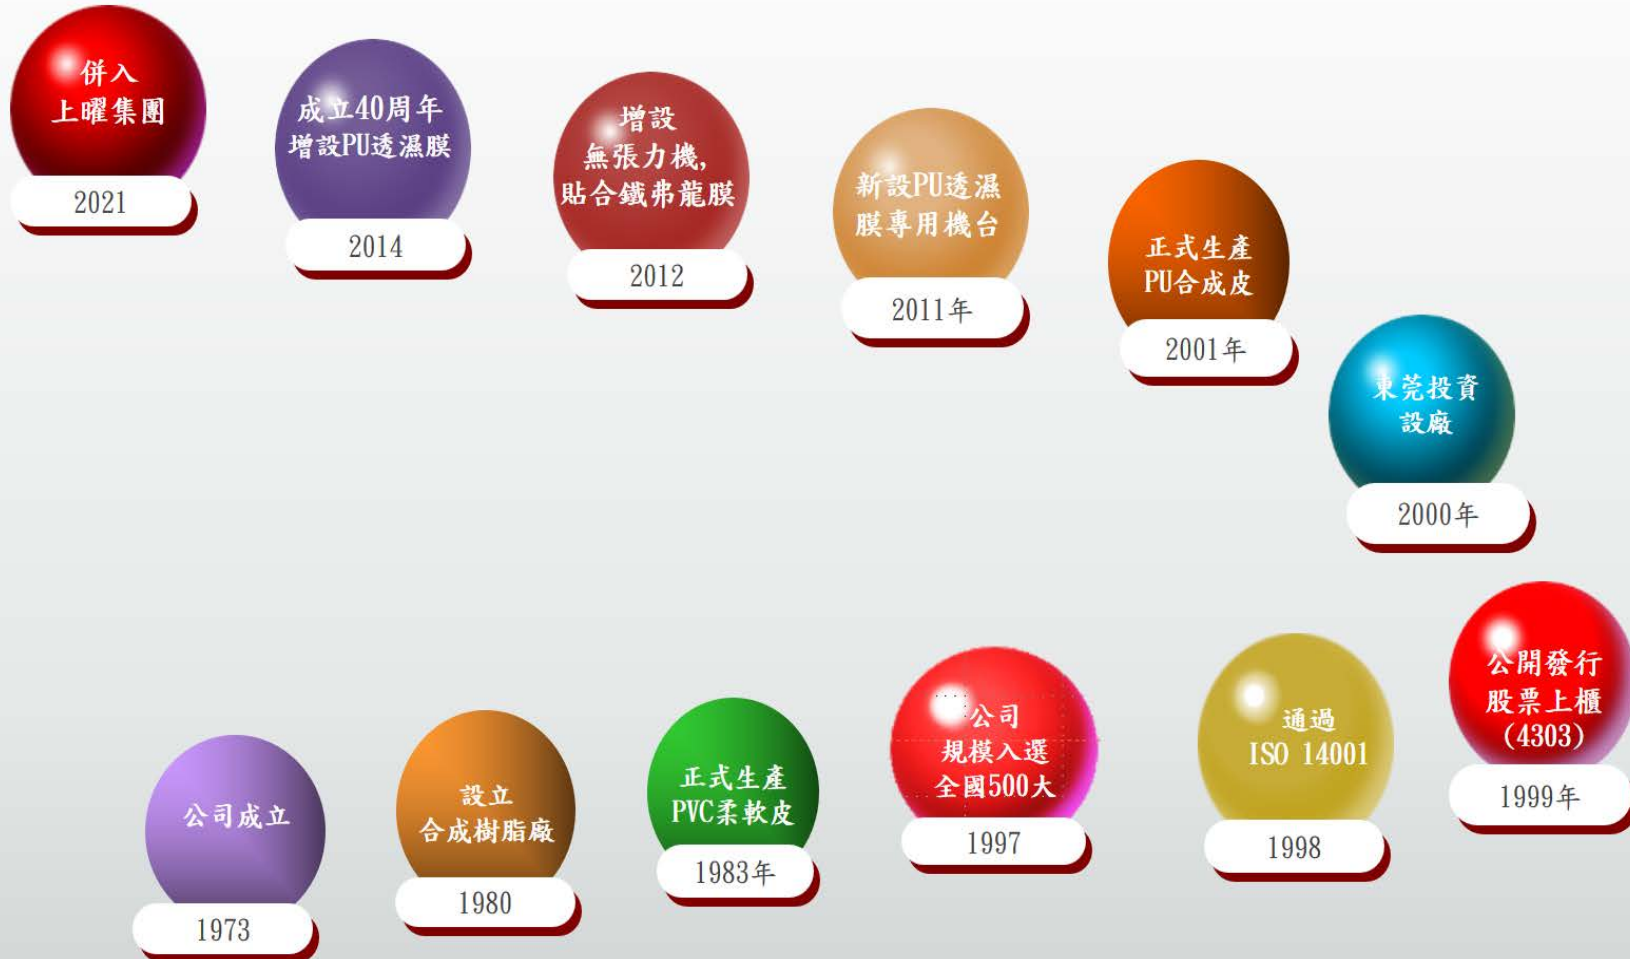 併入
上曜集團
2021
成立40周年
增設PU透濕膜
2014
增設
無張力機,
貼合鐵弗龍膜
2012
新設PU透濕
膜專用機台
2011年
正式生產
PU合成皮
2001年
東莞投資
設廠
2000年
公開發行
股票上櫃
(4303)
1999年
通過
ISO 14001
1998
公司
規模入選
全國500大
1997
正式生產
PVC柔軟皮
1983年
設立
合成樹脂廠
1980
公司成立
1973